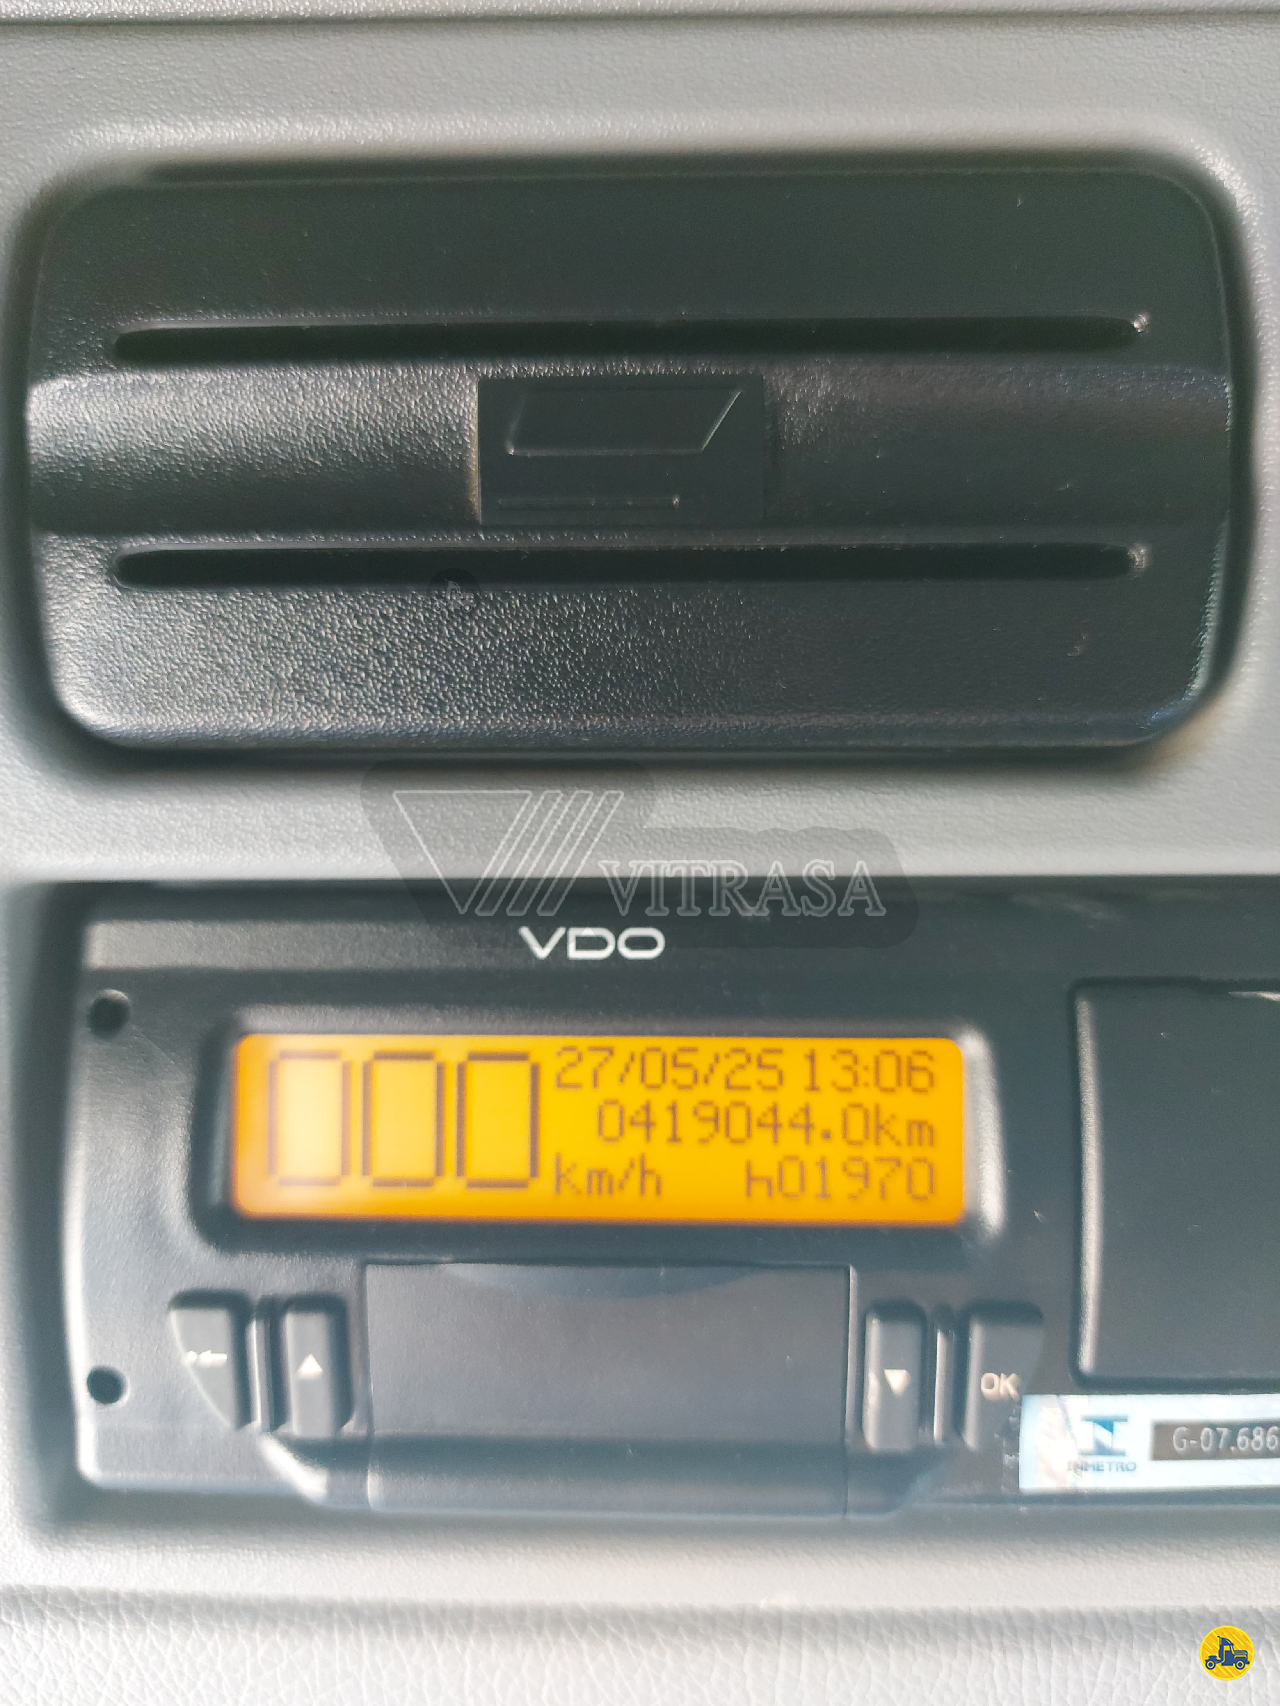 VITRASA
VDO
000
27/05/25 13:06
0419044.0km
km/h h01970
OK
INMETRO
G-07.686